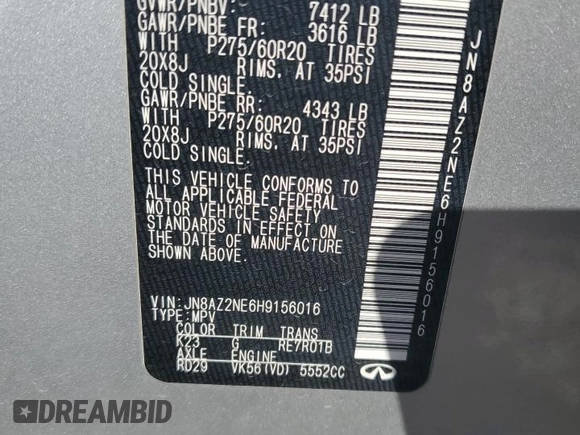 GVWR/PNBV: 7412 LB
GAWR/PNBE FR: 3616 LB
WITH P275/60R20 TIRES
20X8J RIMS. AT 35PSI
COLD SINGLE.
GAWR/PNBE RR: 4343 LB
WITH P275/60R20 TIRES
20X8J RIMS. AT 35PSI
COLD SINGLE.
THIS VEHICLE CONFORMS TO
ALL APPLICABLE FEDERAL
MOTOR VEHICLE SAFETY
STANDARDS IN EFFECT ON
THE DATE OF MANUFACTURE
SHOWN ABOVE.
VIN: JN8AZ2NE6H9156016
TYPE: MPV
COLOR TRIM TRANS
K23 G RE7R01B
AXLE ENGINE
RD29 VK56(VD) 5552CC
JN8AZ2NE6H9156016
DREAMBID